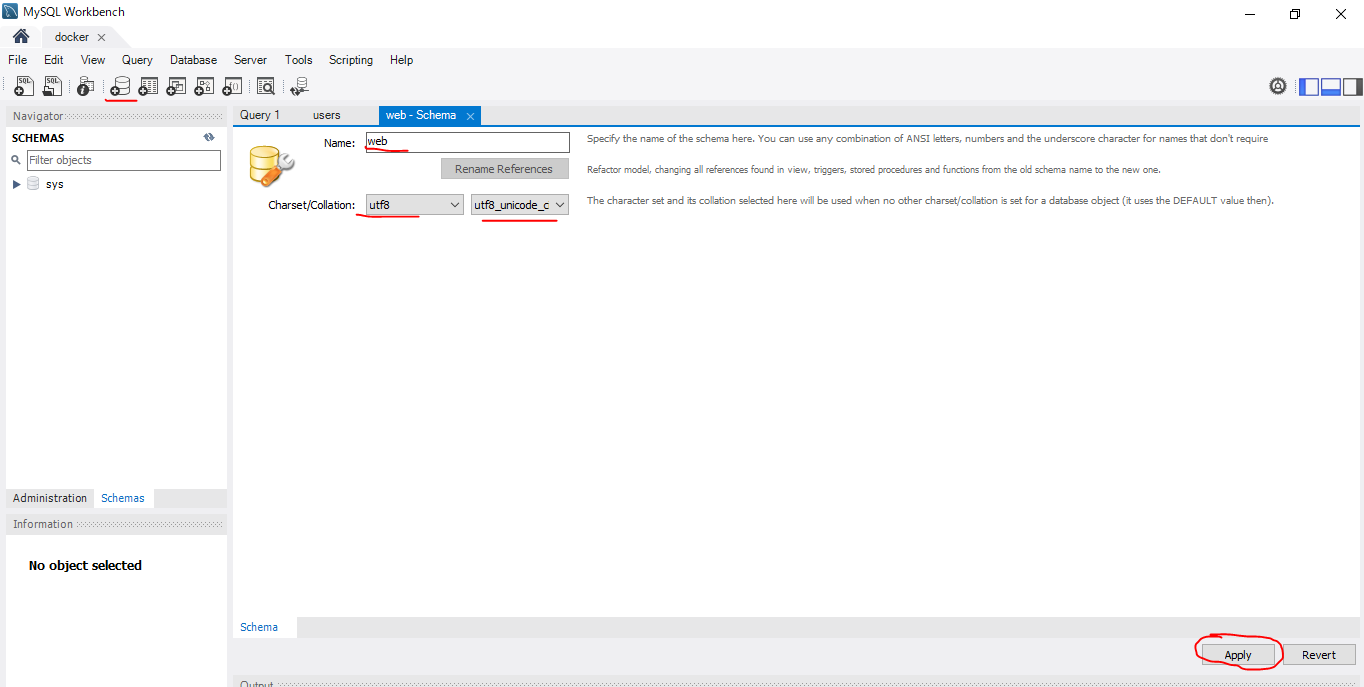 MySQL Workbench
docker
File Edit View Query Database Server Tools Scripting Help
Navigator
SCHEMAS
Filter objects
sys
Administration Schemas
Information
No object selected
Query 1 users web - Schema
Name: web
Specify the name of the schema here. You can use any combination of ANSI letters, numbers and the underscore character for names that don't require
Rename References
Refactor model, changing all references found in view, triggers, stored procedures and functions from the old schema name to the new one.
Charset/Collation: utf8 utf8_unicode_c
The character set and its collation selected here will be used when no other charset/collation is set for a database object (it uses the DEFAULT value then).
Schema
Apply Revert
Output